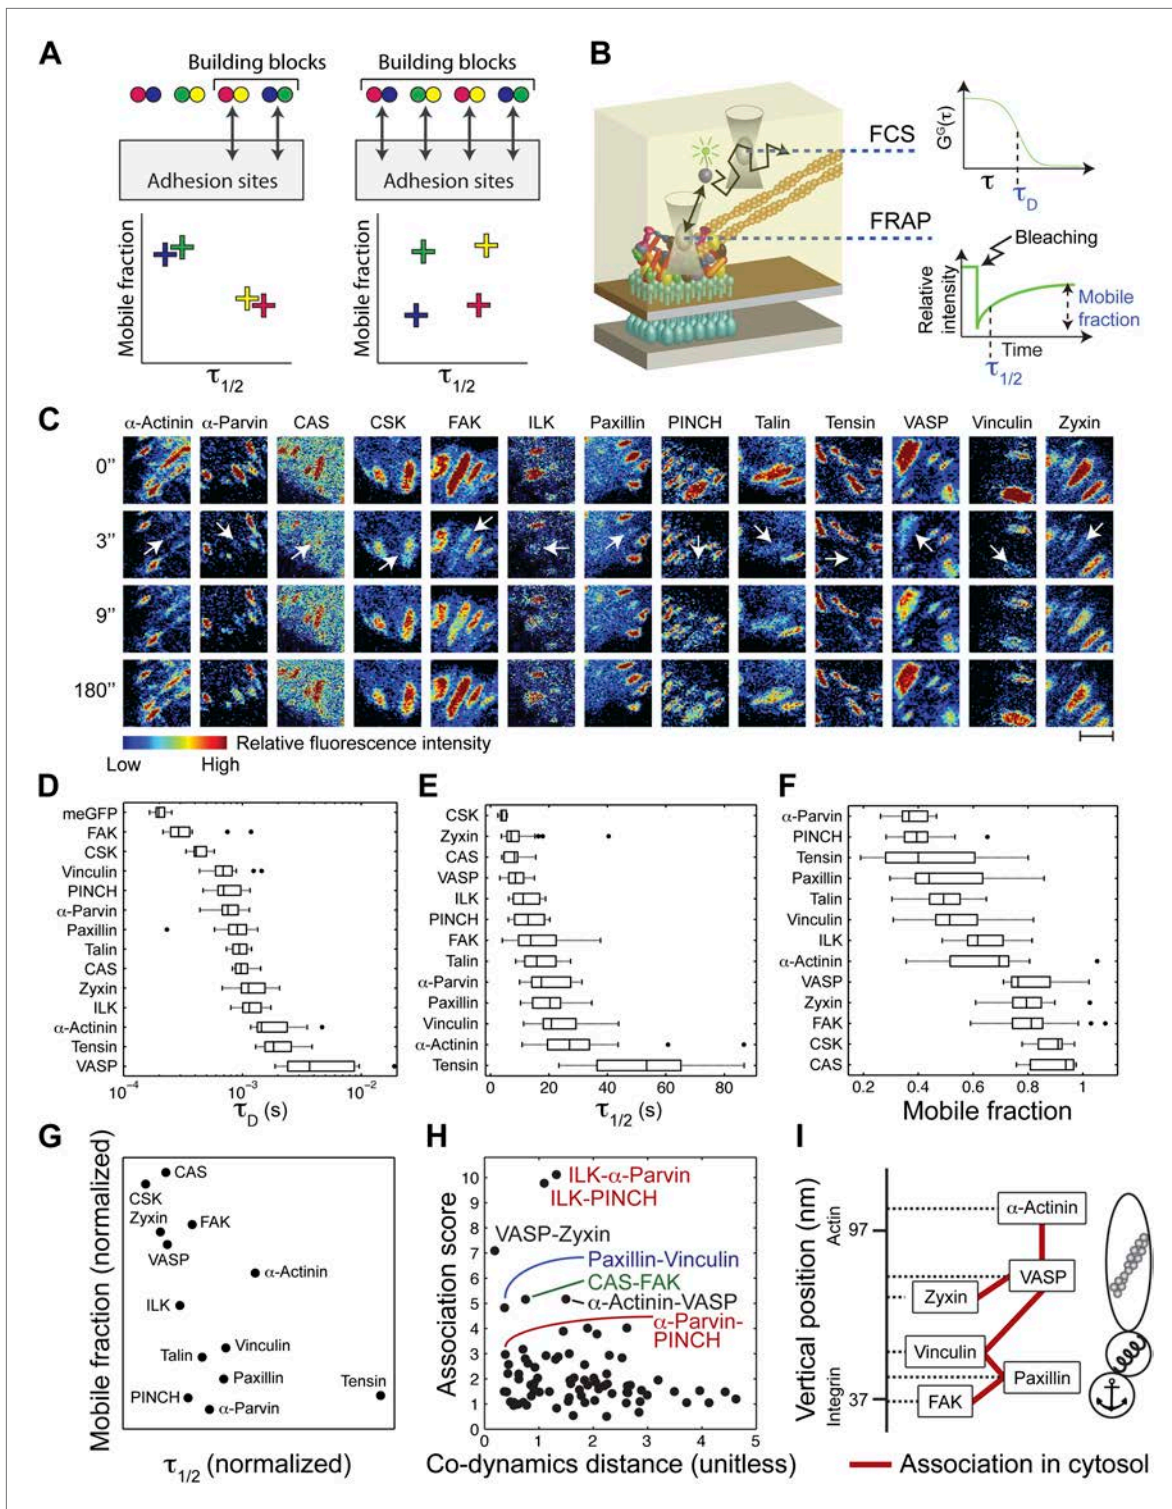 A
Building blocks
Building blocks
Adhesion sites
Adhesion sites
Mobile fraction
τ1/2
Mobile fraction
τ1/2
B
FCS
FRAP
G^G(τ)
τ
τD
Bleaching
Relative
intensity
Mobile
fraction
Time
τ1/2
C
α-Actinin α-Parvin CAS CSK FAK ILK Paxillin PINCH Talin Tensin VASP Vinculin Zyxin
0’’
3’’
9’’
180’’
Relative fluorescence intensity
Low High
D
meGFP
FAK
CSK
Vinculin
PINCH
α-Parvin
Paxillin
Talin
CAS
Zyxin
ILK
α-Actinin
Tensin
VASP
10⁻⁴ 10⁻³ 10⁻²
τD (s)
E
CSK
Zyxin
CAS
VASP
ILK
PINCH
FAK
Talin
α-Parvin
Paxillin
Vinculin
α-Actinin
Tensin
0 20 40 60 80
τ1/2 (s)
F
α-Parvin
PINCH
Tensin
Paxillin
Talin
Vinculin
ILK
α-Actinin
VASP
Zyxin
FAK
CSK
CAS
0.2 0.4 0.6 0.8 1
Mobile fraction
G
Mobile fraction (normalized)
CAS
CSK
Zyxin
FAK
VASP
α-Actinin
ILK
Vinculin
Talin
Paxillin
Tensin
PINCH
α-Parvin
τ1/2 (normalized)
H
Association score
10
9
8
7
6
5
4
3
2
1
0
ILK-α-Parvin
ILK-PINCH
VASP-Zyxin
Paxillin-Vinculin
CAS-FAK
α-Actinin-VASP
α-Parvin-
PINCH
0 1 2 3 4 5
Co-dynamics distance (unitless)
I
Vertical position (nm)
Actin
Integrin
97
37
α-Actinin
VASP
Zyxin
Vinculin
Paxillin
FAK
Association in cytosol